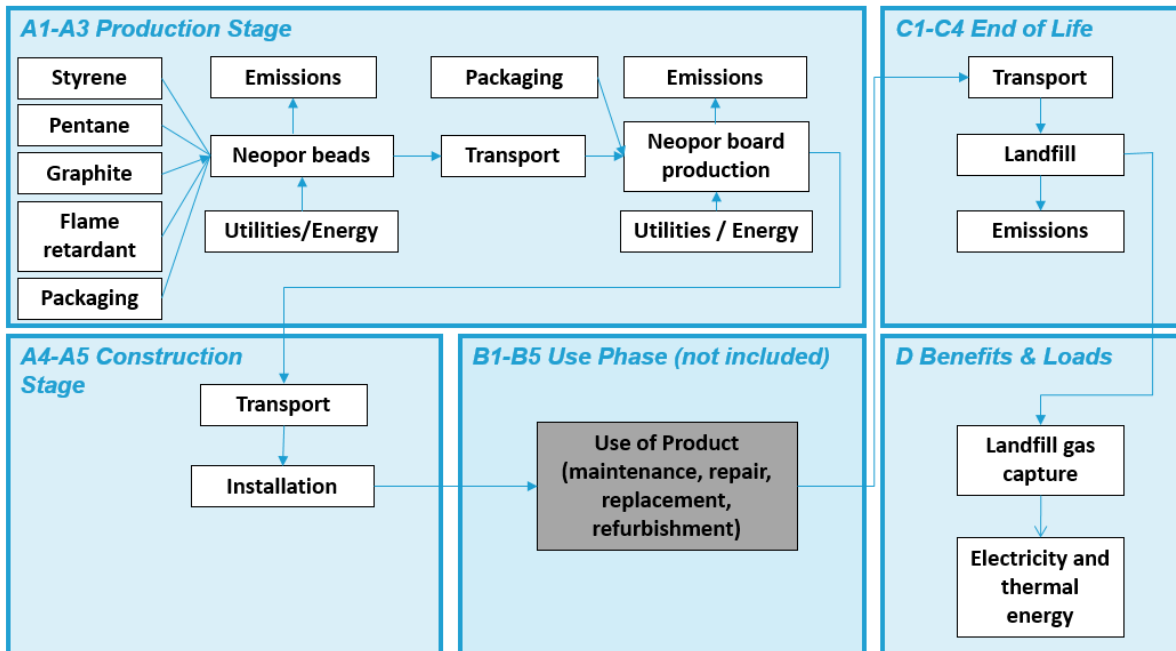 A1-A3 Production Stage
Styrene
Pentane
Graphite
Flame
retardant
Packaging
Emissions
Neopor beads
Utilities/Energy
Packaging
Transport
Emissions
Neopor board
production
Utilities / Energy
C1-C4 End of Life
Transport
Landfill
Emissions
A4-A5 Construction
Stage
Transport
Installation
B1-B5 Use Phase (not included)
Use of Product
(maintenance, repair,
replacement,
refurbishment)
D Benefits & Loads
Landfill gas
capture
Electricity and
thermal
energy